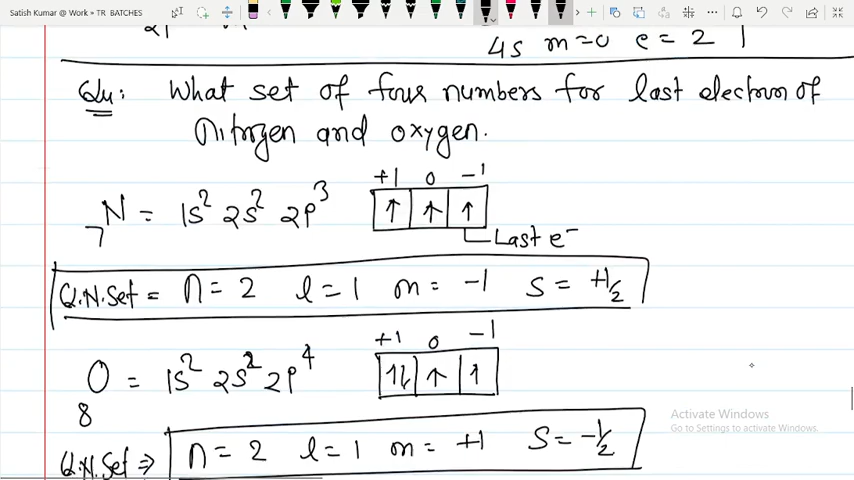 Satish Kumar @ Work » TR BATCHES
4s m=0 e=2 1
Qu: What set of four numbers for last electron of
Nitrogen and oxygen.
+1 0 -1
7N = 1s² 2s² 2p³ ↑ ↑ ↑
Last e⁻
Q.N.Set = n = 2 l = 1 m = -1 S = +1/2
+1 0 -1
8O = 1s² 2s² 2p⁴ ↑↓ ↑ ↑
Q.N.Set ⇒ n = 2 l = 1 m = +1 S = -1/2
Activate Windows
Go to Settings to activate Windows.